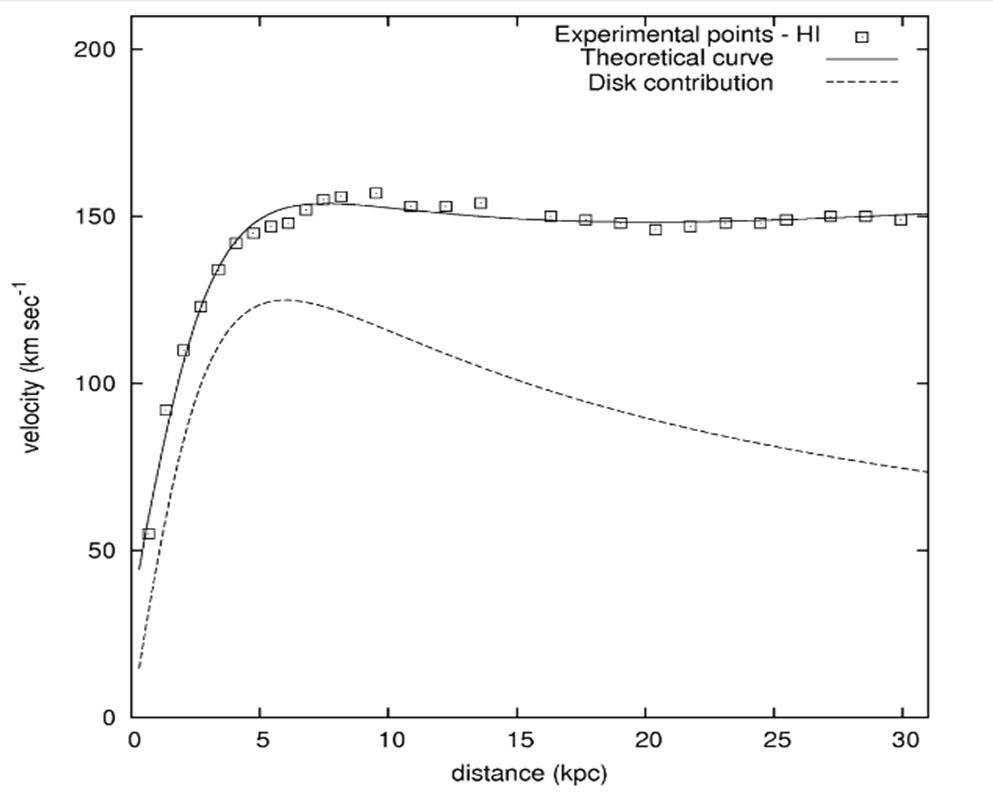 200
150
100
50
0
Experimental points - HI
Theoretical curve
Disk contribution
velocity (km sec⁻¹)
0 5 10 15 20 25 30
distance (kpc)